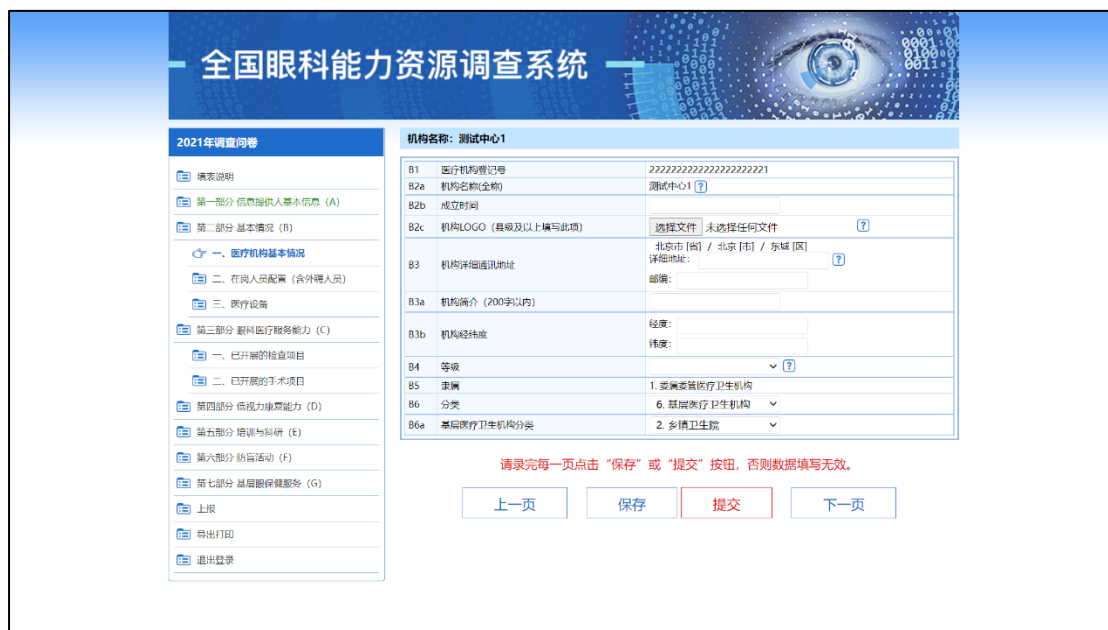 全国眼科能力资源调查系统
2021年调查问卷
填表说明
第一部分 信息提供人基本信息（A）
第二部分 基本情况（B）
一、医疗机构基本情况
二、在岗人员配置（含外聘人员）
三、医疗设备
第三部分 眼科医疗服务能力（C）
一、已开展的检查项目
二、已开展的手术项目
第四部分 低视力康复能力（D）
第五部分 培训与科研（E）
第六部分 防盲活动（F）
第七部分 基层眼保健服务（G）
上报
导出打印
退出登录
机构名称：测试中心1
B1 医疗机构登记号 2222222222222222222221
B2a 机构名称(全称) 测试中心1 ?
B2b 成立时间
B2c 机构LOGO（县级及以上填写此项） 选择文件 未选择任何文件 ?
北京市 [省] / 北京 [市] / 东城 [区]
B3 机构详细通讯地址 详细地址： ?
邮编：
B3a 机构简介（200字以内）
B3b 机构经纬度 经度：
纬度：
B4 等级 ?
B5 隶属 1. 委属委管医疗卫生机构
B6 分类 6. 基层医疗卫生机构
B6a 基层医疗卫生机构分类 2. 乡镇卫生院
请录完每一页点击“保存”或“提交”按钮，否则数据填写无效。
上一页 保存 提交 下一页